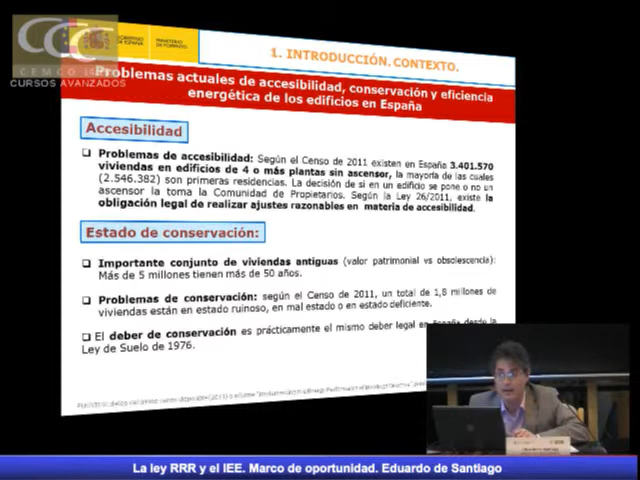 CCC
CEMCO
CURSOS AVANZADOS
GOBIERNO DE ESPAÑA
MINISTERIO DE FOMENTO
1. INTRODUCCIÓN. CONTEXTO.
Problemas actuales de accesibilidad, conservación y eficiencia
energética de los edificios en España
Accesibilidad
❑ Problemas de accesibilidad: Según el Censo de 2011 existen en España 3.401.570
viviendas en edificios de 4 o más plantas sin ascensor, la mayoría de las cuales
(2.546.382) son primeras residencias. La decisión de si en un edificio se pone o no un
ascensor la toma la Comunidad de Propietarios. Según la Ley 26/2011, existe la
obligación legal de realizar ajustes razonables en materia de accesibilidad.
Estado de conservación:
❑ Importante conjunto de viviendas antiguas (valor patrimonial vs obsolescencia):
Más de 5 millones tienen más de 50 años.
❑ Problemas de conservación: según el Censo de 2011, un total de 1,8 millones de
viviendas están en estado ruinoso, en mal estado o en estado deficiente.
❑ El deber de conservación es prácticamente el mismo deber legal en España desde la
Ley de Suelo de 1976.
La ley RRR y el IEE. Marco de oportunidad. Eduardo de Santiago